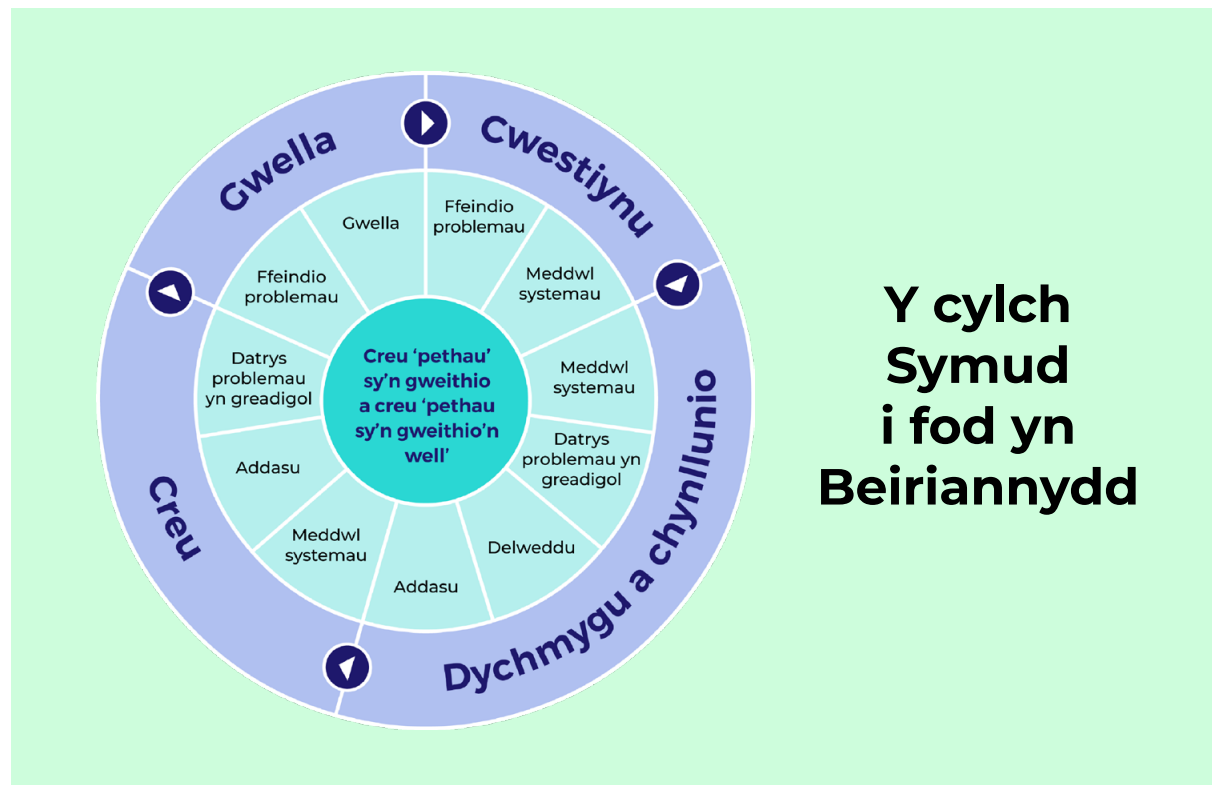 Gwella
Cwestiynu
Dychmygu a chynllunio
Creu
Ffeindio
problemau
Meddwl
systemau
Meddwl
systemau
Datrys
problemau yn
greadigol
Delweddu
Addasu
Meddwl
systemau
Addasu
Datrys
problemau
yn greadigol
Ffeindio
problemau
Gwella
Creu ‘pethau’
sy’n gweithio
a creu ‘pethau
sy’n gweithio’n
well’
Y cylch
Symud
i fod yn
Beiriannydd